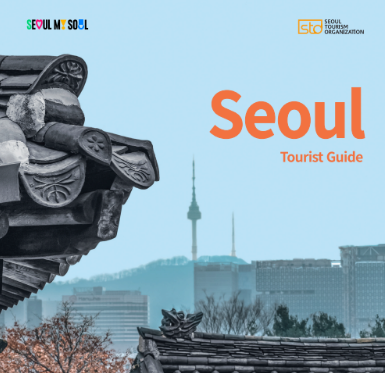 SEOUL MY SOUL
sto
SEOUL
TOURISM
ORGANIZATION
Seoul
Tourist Guide